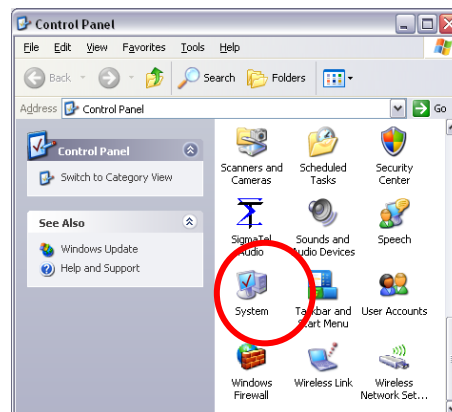 Control Panel
File Edit View Favorites Tools Help
Back Search Folders
Address Control Panel Go
Control Panel
Switch to Category View
See Also
Windows Update
Help and Support
Scanners and Cameras
Scheduled Tasks
Security Center
SigmaTel Audio
Sounds and Audio Devices
Speech
System
Taskbar and Start Menu
User Accounts
Windows Firewall
Wireless Link
Wireless Network Set...